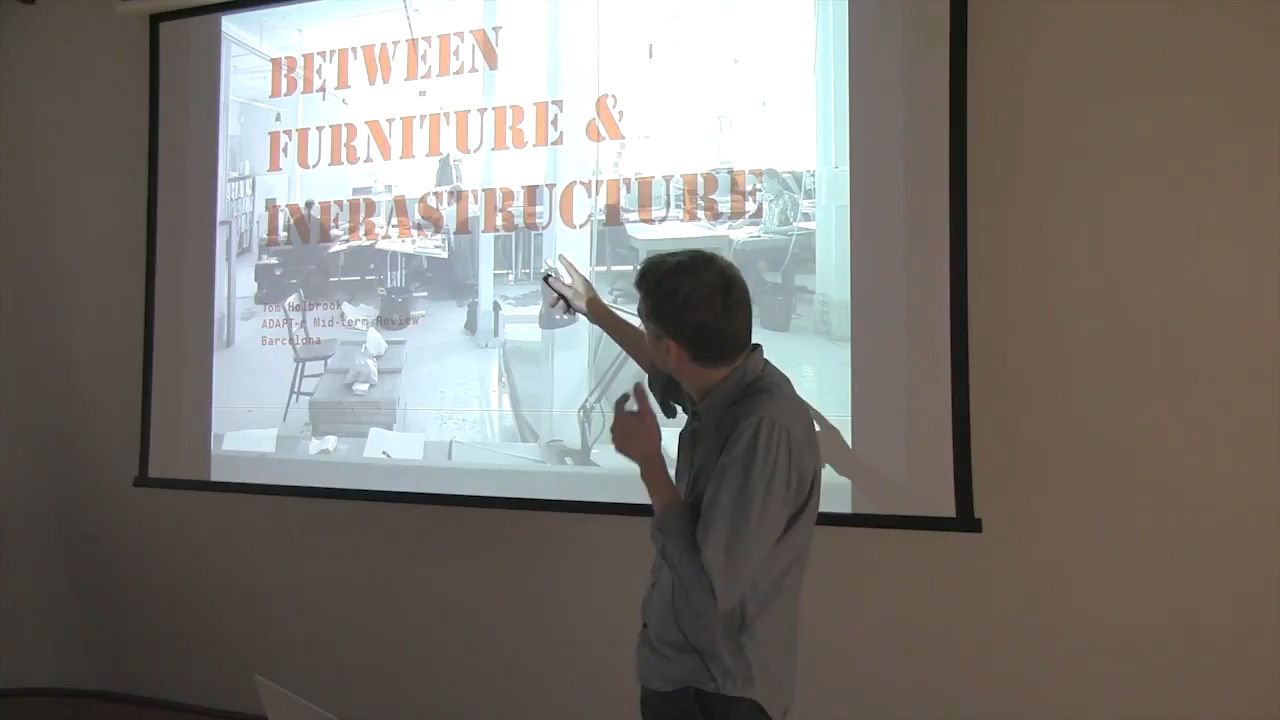 BETWEEN
FURNITURE &
INFRASTRUCTURE
Tom Holbrook
ADAPT-r Mid-term Review
Barcelona